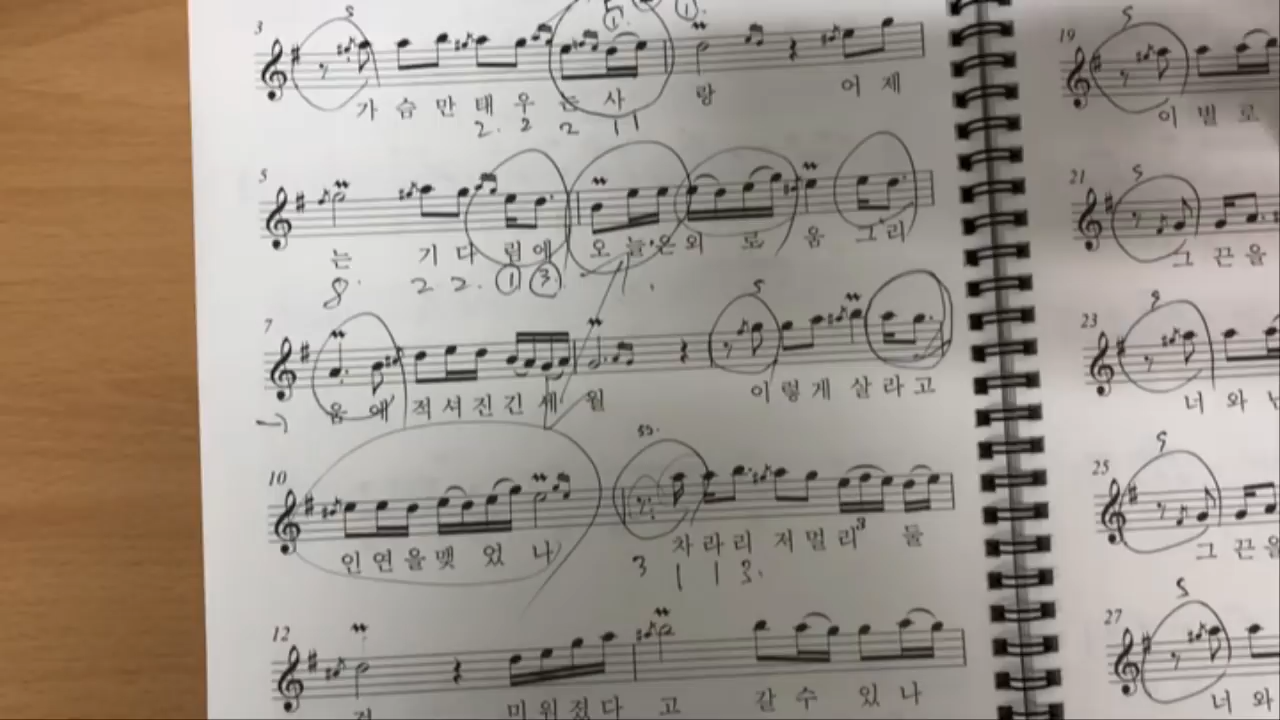 3
5
가 슴 만 태 우 는 사 랑 어 제
2. 2 2 1 1
5
는 기 다 림에 오 늘은외 로 움 그리
8. 2 2. 1 3.
7
S
이렇게 살라고
움 에 적셔진긴 세 월
10
인연을맺 었 나
차라리 저멀리 둘
3 1 1 3.
12
미워졌다 고 갈 수 있 나
19
S
이 별 로
21
S
그 끈을
23
너 와
25
그 끈을
27
S
너 와